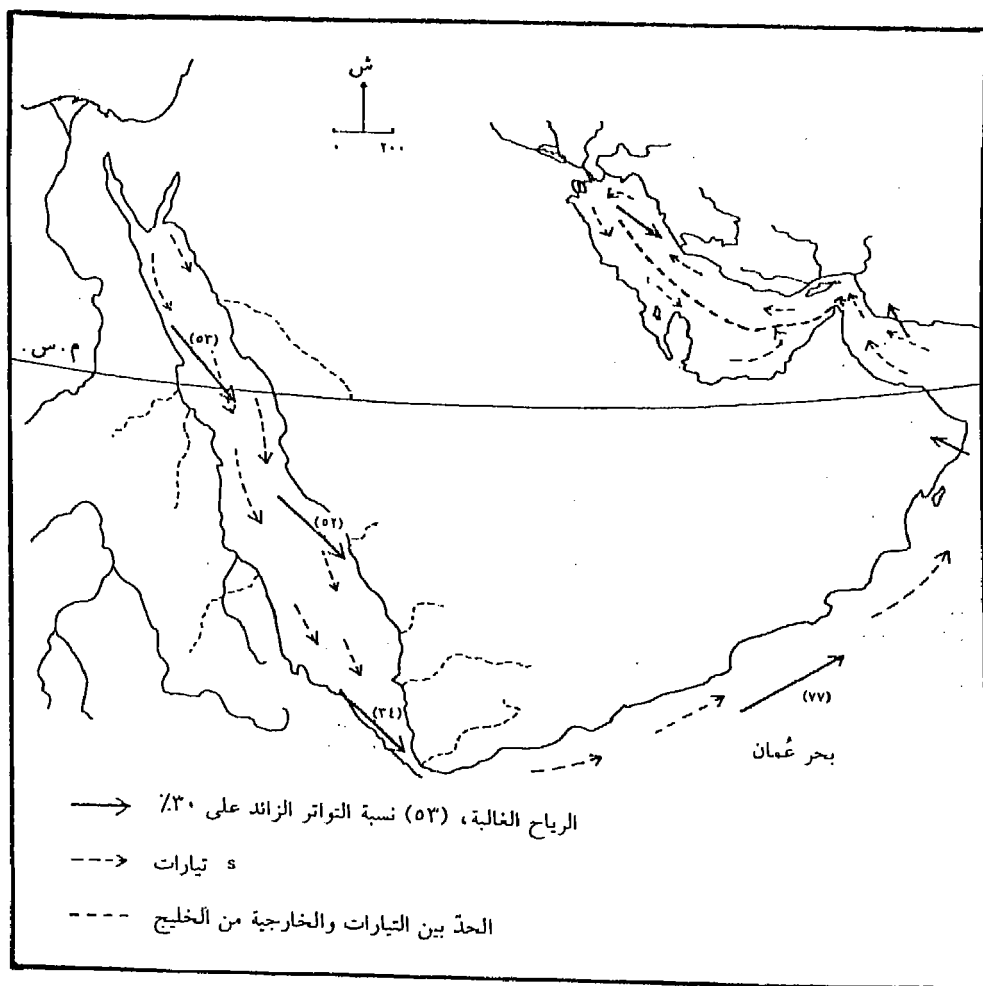 ش
٠ ٢٠٠
م.س.
(٥٣)
(٥٢)
(٣٤)
(٧٧)
بحر عُمان
الرياح الغالبة، (٥٣) نسبة التواتر الزائد على ٣٠٪
s تيارات
الحدّ بين التيارات والخارجية من الخليج